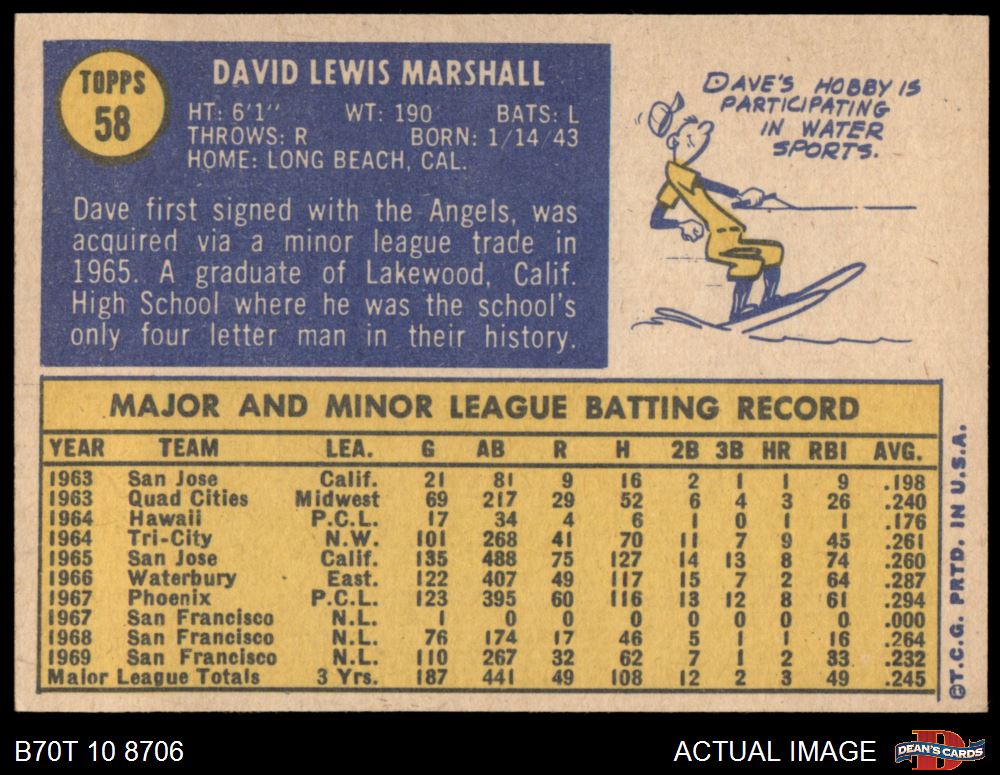 TOPPS
58
DAVID LEWIS MARSHALL
HT: 6'1" WT: 190 BATS: L
THROWS: R BORN: 1/14/43
HOME: LONG BEACH, CAL.
Dave first signed with the Angels, was
acquired via a minor league trade in
1965. A graduate of Lakewood, Calif.
High School where he was the school's
only four letter man in their history.
DAVE'S HOBBY IS
PARTICIPATING
IN WATER
SPORTS.
MAJOR AND MINOR LEAGUE BATTING RECORD
YEAR TEAM LEA. G AB R H 2B 3B HR RBI AVG.
1963 San Jose Calif. 21 81 9 16 2 1 1 9 .198
1963 Quad Cities Midwest 69 217 29 52 6 4 3 26 .240
1964 Hawaii P.C.L. 17 34 4 6 1 0 1 1 .176
1964 Tri-City N.W. 101 268 41 70 11 7 9 45 .261
1965 San Jose Calif. 135 488 75 127 14 13 8 74 .260
1966 Waterbury East. 122 407 49 117 15 7 2 64 .287
1967 Phoenix P.C.L. 123 395 60 116 13 12 8 61 .294
1967 San Francisco N.L. 1 0 0 0 0 0 0 0 .000
1968 San Francisco N.L. 76 174 17 46 5 1 1 16 .264
1969 San Francisco N.L. 110 267 32 62 7 1 2 33 .232
Major League Totals 3 Yrs. 187 441 49 108 12 2 3 49 .245
©T.C.G. PRTD. IN U.S.A.
B70T 10 8706
ACTUAL IMAGE
DEAN'S CARDS